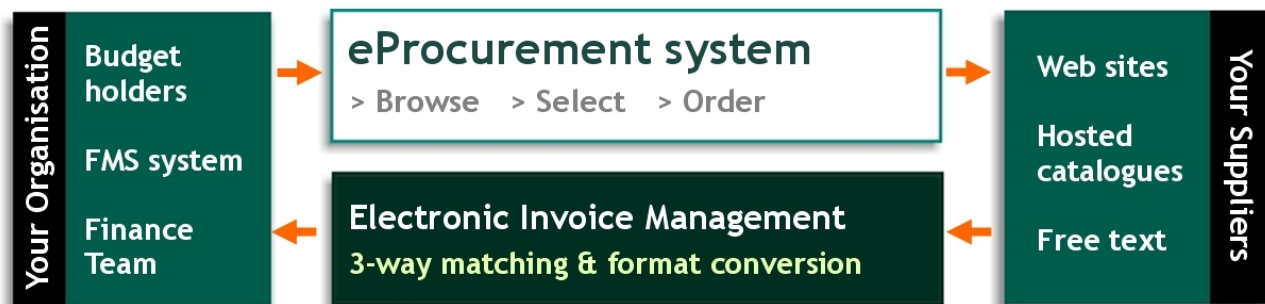 Your Organisation
Budget
holders
FMS system
Finance
Team
eProcurement system
> Browse > Select > Order
Electronic Invoice Management
3-way matching & format conversion
Web sites
Hosted
catalogues
Free text
Your Suppliers